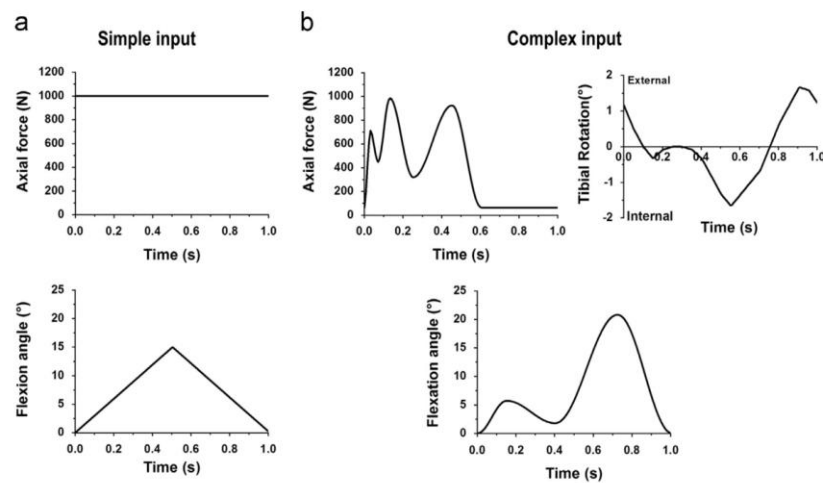 a
Simple input
b
Complex input
Axial force (N)
1200
1000
800
600
400
200
0
0.0 0.2 0.4 0.6 0.8 1.0
Time (s)
Axial force (N)
1200
1000
800
600
400
200
0
0.0 0.2 0.4 0.6 0.8 1.0
Time (s)
Tibial Rotation(°)
2
External
1
0
0.0 0.2 0.4 0.6 0.8 1.0
-1
-2
Internal
Time (s)
Flexion angle (°)
25
20
15
10
5
0
0.0 0.2 0.4 0.6 0.8 1.0
Time (s)
Flexation angle (°)
25
20
15
10
5
0
0.0 0.2 0.4 0.6 0.8 1.0
Time (s)